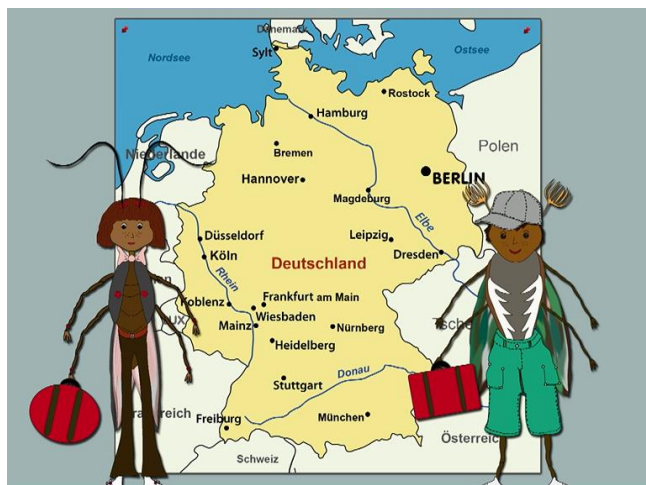 Dänemark
Nordsee
Sylt
Ostsee
Rostock
Hamburg
Polen
Niederlande
Bremen
Hannover
BERLIN
Magdeburg
Elbe
Düsseldorf
Leipzig
Köln
Dresden
Deutschland
Rhein
Koblenz
Frankfurt am Main
Wiesbaden
Mainz
Nürnberg
Heidelberg
Donau
Stuttgart
Freiburg
München
Österreich
Schweiz